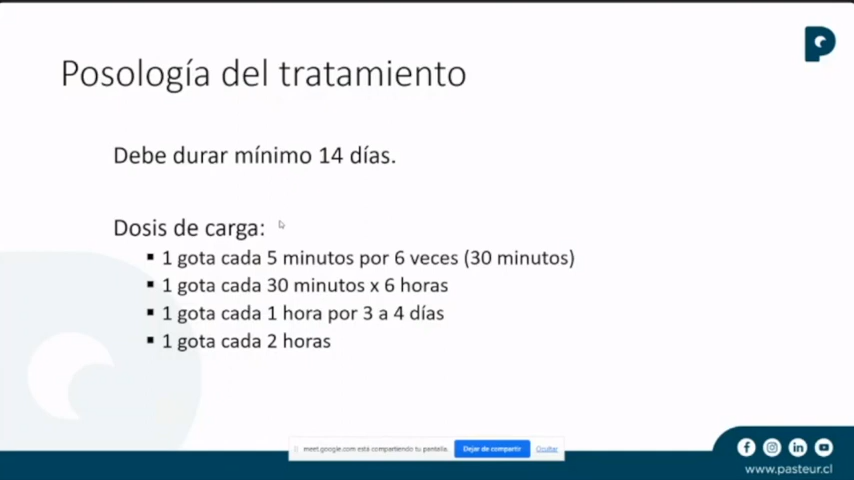 Posología del tratamiento
Debe durar mínimo 14 días.
Dosis de carga:
▪ 1 gota cada 5 minutos por 6 veces (30 minutos)
▪ 1 gota cada 30 minutos x 6 horas
▪ 1 gota cada 1 hora por 3 a 4 días
▪ 1 gota cada 2 horas
meet.google.com está compartiendo tu pantalla.
Dejar de compartir
Ocultar
www.pasteur.cl